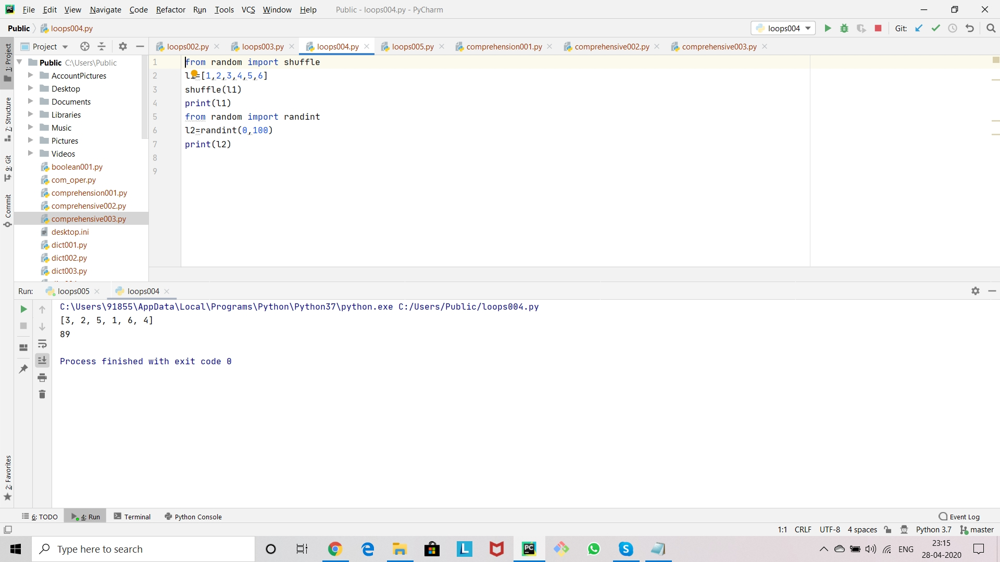 File Edit View Navigate Code Refactor Run Tools VCS Window Help Public - loops004.py - PyCharm
Public loops004.py loops004 Git:
Project loops002.py loops003.py loops004.py loops005.py comprehension001.py comprehensive002.py comprehensive003.py
1: Project
7: Structure
9: Git
Commit
2: Favorites
Public C:\Users\Public
AccountPictures
Desktop
Documents
Libraries
Music
Pictures
Videos
boolean001.py
com_oper.py
comprehension001.py
comprehensive002.py
comprehensive003.py
desktop.ini
dict001.py
dict002.py
dict003.py
1 from random import shuffle
2 l1=[1,2,3,4,5,6]
3 shuffle(l1)
4 print(l1)
5 from random import randint
6 l2=randint(0,100)
7 print(l2)
8
9
Run: loops005 loops004
C:\Users\91855\AppData\Local\Programs\Python\Python37\python.exe C:/Users/Public/loops004.py
[3, 2, 5, 1, 6, 4]
89
Process finished with exit code 0
6: TODO 4: Run Terminal Python Console Event Log
1:1 CRLF UTF-8 4 spaces Python 3.7 master
Type here to search ENG
23:15
28-04-2020